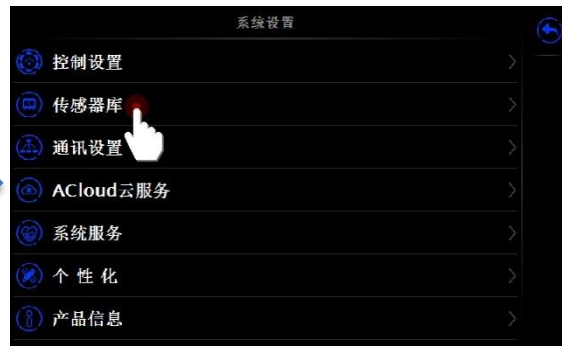 系统设置
控制设置
传感器库
通讯设置
ACloud云服务
系统服务
个 性 化
产品信息